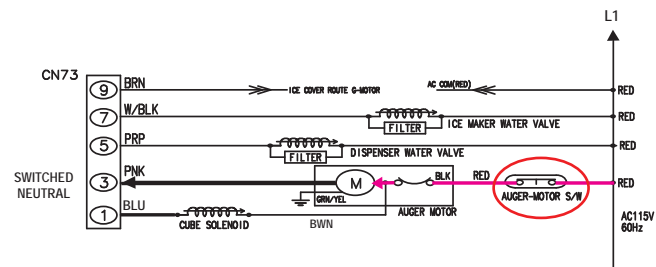 L1
CN73
9 BRN
ICE COVER ROUTE G-MOTOR
AC COM(RED)
RED
7 W/BLK
FILTER
ICE MAKER WATER VALVE
RED
5 PRP
FILTER
DISPENSER WATER VALVE
RED
SWITCHED
NEUTRAL
3 PNK
M
GRN/YEL
BLK
AUGER MOTOR
RED
AUGER-MOTOR S/W
RED
1 BLU
CUBE SOLENOID
BWN
AC115V
60Hz